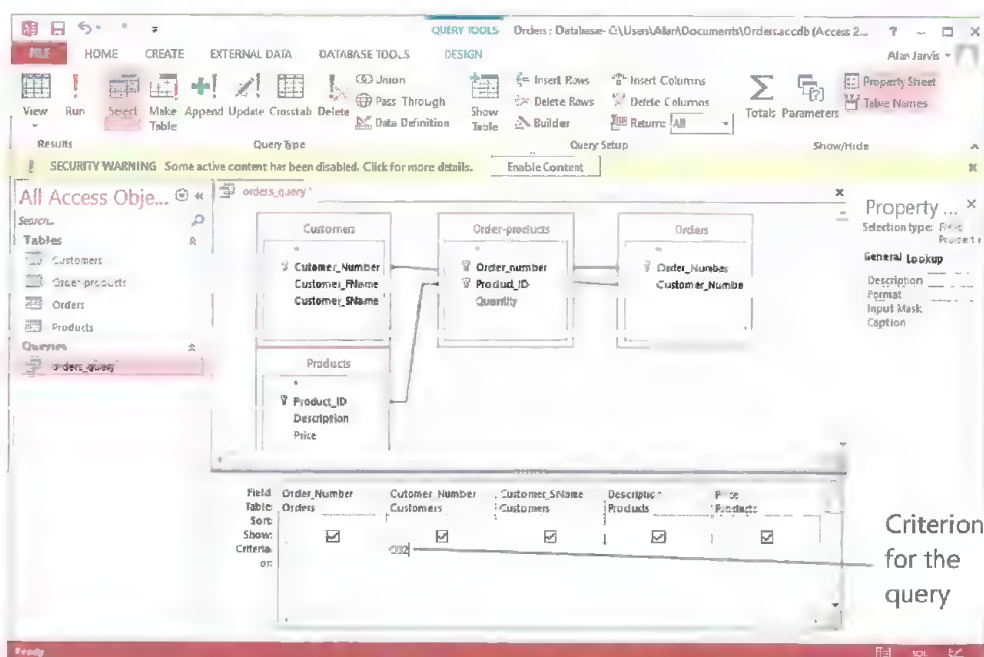 QUERY TOOLS Orders : Database- C:\Users\Alan\Documents\Orders.accdb (Access 2... ? – X
FILE HOME CREATE EXTERNAL DATA DATABASE TOOLS DESIGN Alan Jarvis
View Run Select Make Table Append Update Crosstab Delete
Union
Pass Through
Data Definition
Show Table
Insert Rows
Delete Rows
Builder
Insert Columns
Delete Columns
Return: All
Totals Parameters
Property Sheet
Table Names
Results Query Type Query Setup Show/Hide
! SECURITY WARNING Some active content has been disabled. Click for more details. Enable Content
All Access Obje... «
Search...
Tables
Customers
Order-products
Orders
Products
Queries
orders_query
orders_query
Customers
*
Cutomer_Number
Customer_FName
Customer_SName
Order-products
*
Order_number
Product_ID
Quantity
Orders
*
Order_Number
Customer_Numbe
Products
*
Product_ID
Description
Price
Property ... X
Selection type:
General Lookup
Description
Format
Input Mask
Caption
Field: Order_Number Cutomer_Number Customer_SName Description Price
Table: Orders Customers Customers Products Products
Sort:
Show:
Criteria:
or:
Criterion
for the
query
Ready
SQL